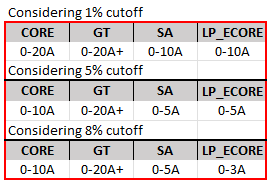 Considering 1% cutoff
CORE GT SA LP_ECORE
0-20A 0-20A+ 0-10A 0-10A
Considering 5% cutoff
CORE GT SA LP_ECORE
0-10A 0-20A+ 0-5A 0-5A
Considering 8% cutoff
CORE GT SA LP_ECORE
0-10A 0-20A+ 0-5A 0-3A